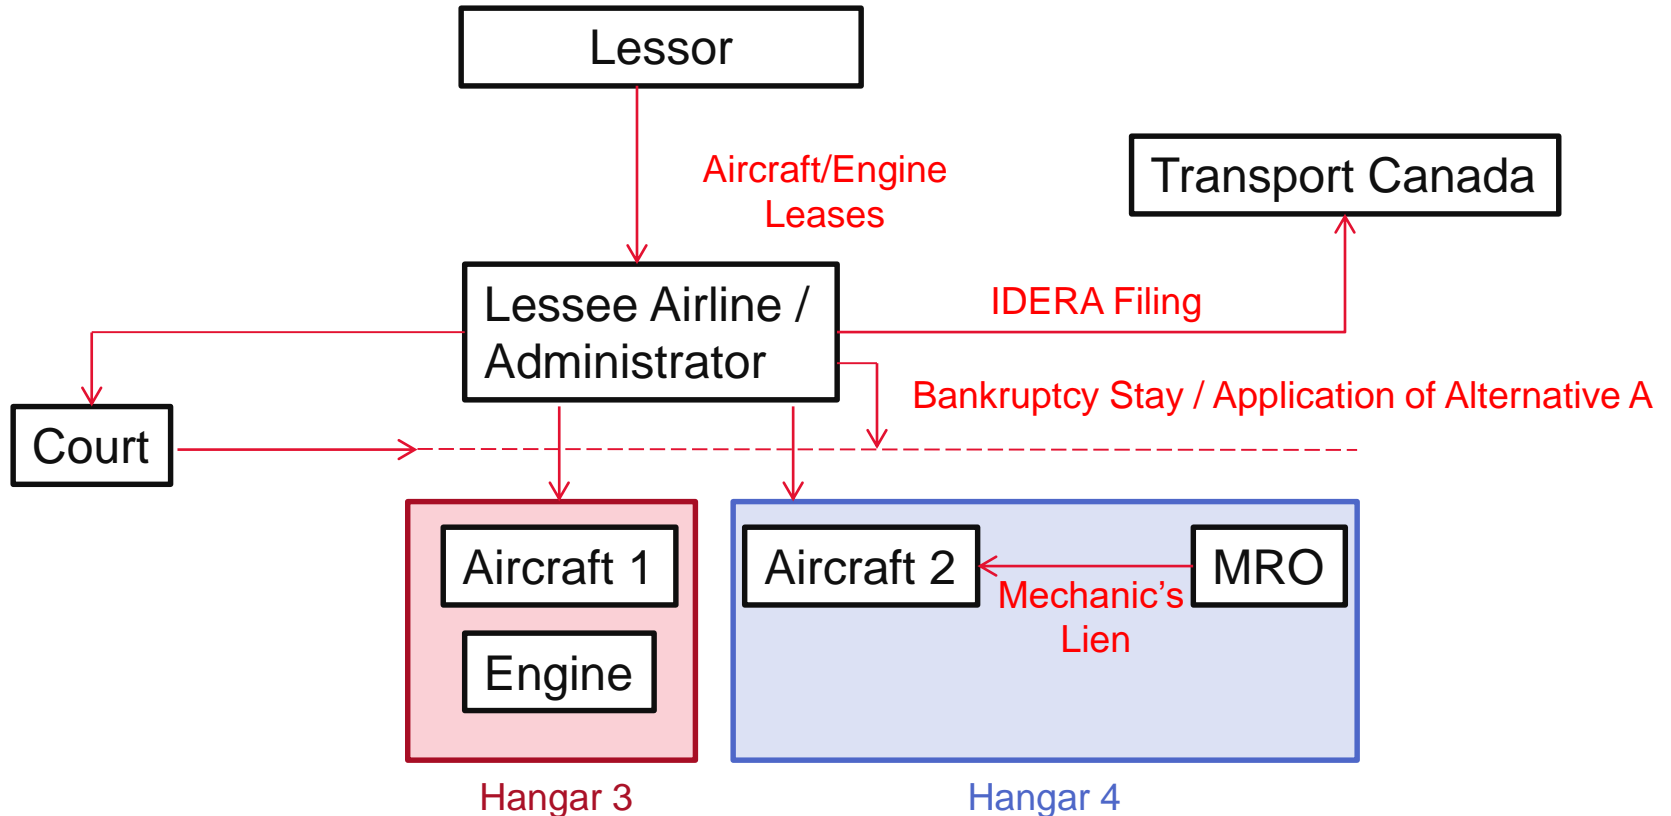 Lessor
Aircraft/Engine
Leases
Transport Canada
Lessee Airline /
Administrator
IDERA Filing
Bankruptcy Stay / Application of Alternative A
Court
Aircraft 1
Engine
Aircraft 2
MRO
Mechanic’s
Lien
Hangar 3
Hangar 4